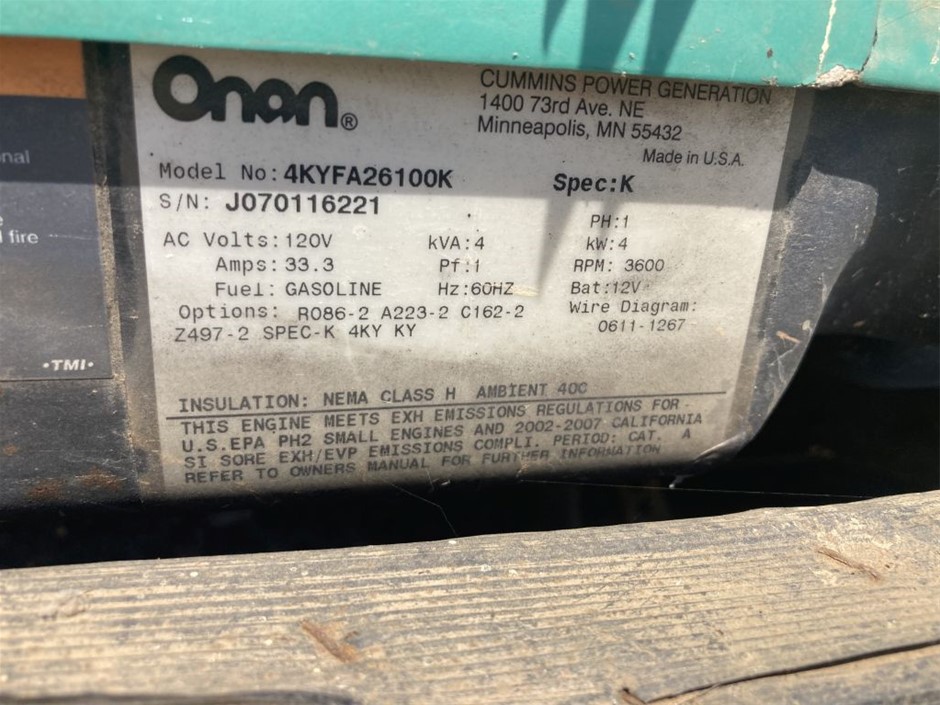 Onan®
CUMMINS POWER GENERATION
1400 73rd Ave. NE
Minneapolis, MN 55432
Made in U.S.A.
Model No: 4KYFA26100K Spec:K
S/N: J070116221 PH:1
AC Volts: 120V kVA:4 kW:4
Amps: 33.3 Pf:1 RPM: 3600
Fuel: GASOLINE Hz:60HZ Bat:12V
Options: R086-2 A223-2 C162-2 Wire Diagram:
Z497-2 SPEC-K 4KY KY 0611-1267
INSULATION: NEMA CLASS H AMBIENT 40C
THIS ENGINE MEETS EXH EMISSIONS REGULATIONS FOR
U.S.EPA PH2 SMALL ENGINES AND 2002-2007 CALIFORNIA
SI SORE EXH/EVP EMISSIONS COMPLI. PERIOD: CAT. A
REFER TO OWNERS MANUAL FOR FURTHER INFORMATION
nal
fire
·TMI·